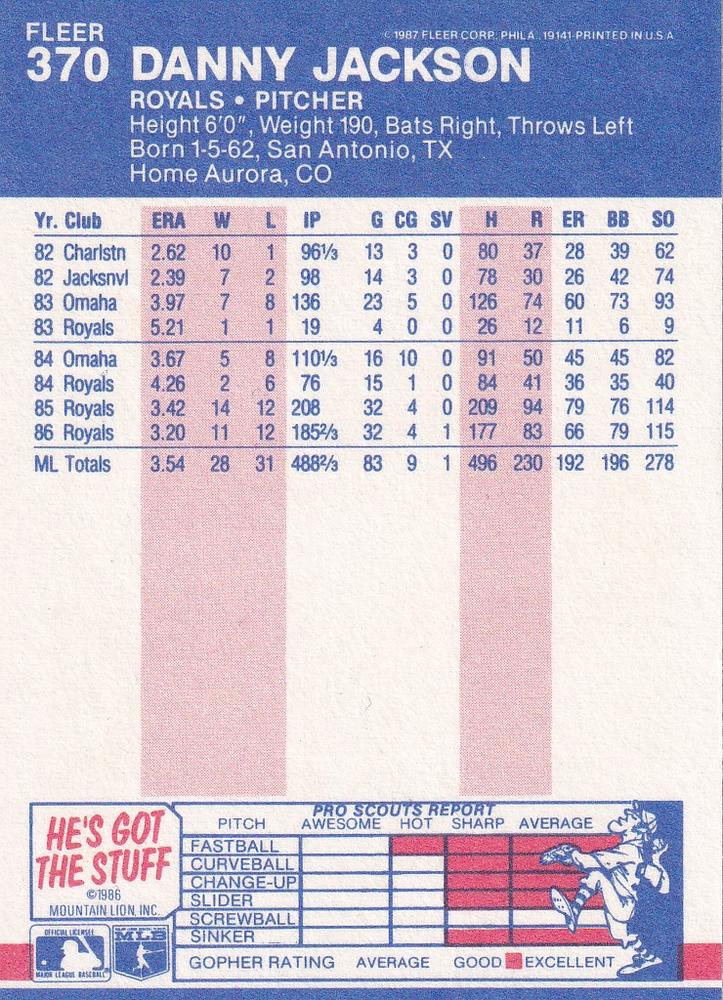 FLEER
© 1987 FLEER CORP. PHILA. 19141-PRINTED IN U.S.A.
370 DANNY JACKSON
ROYALS • PITCHER
Height 6'0", Weight 190, Bats Right, Throws Left
Born 1-5-62, San Antonio, TX
Home Aurora, CO
Yr. Club ERA W L IP G CG SV H R ER BB SO
82 Charlstn 2.62 10 1 96⅓ 13 3 0 80 37 28 39 62
82 Jacksnvl 2.39 7 2 98 14 3 0 78 30 26 42 74
83 Omaha 3.97 7 8 136 23 5 0 126 74 60 73 93
83 Royals 5.21 1 1 19 4 0 0 26 12 11 6 9
84 Omaha 3.67 5 8 110⅓ 16 10 0 91 50 45 45 82
84 Royals 4.26 2 6 76 15 1 0 84 41 36 35 40
85 Royals 3.42 14 12 208 32 4 0 209 94 79 76 114
86 Royals 3.20 11 12 185⅔ 32 4 1 177 83 66 79 115
ML Totals 3.54 28 31 488⅔ 83 9 1 496 230 192 196 278
HE'S GOT
THE STUFF
©1986
MOUNTAIN LION, INC.
PRO SCOUTS REPORT
PITCH AWESOME HOT SHARP AVERAGE
FASTBALL
CURVEBALL
CHANGE-UP
SLIDER
SCREWBALL
SINKER
GOPHER RATING AVERAGE GOOD EXCELLENT
OFFICIAL LICENSEE
MAJOR LEAGUE BASEBALL
MLB